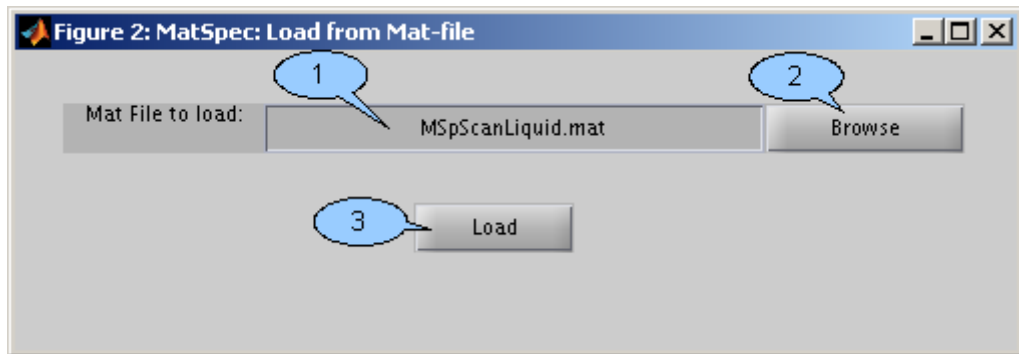 Figure 2: MatSpec: Load from Mat-file
1
2
Mat File to load:
MSpScanLiquid.mat
Browse
3
Load